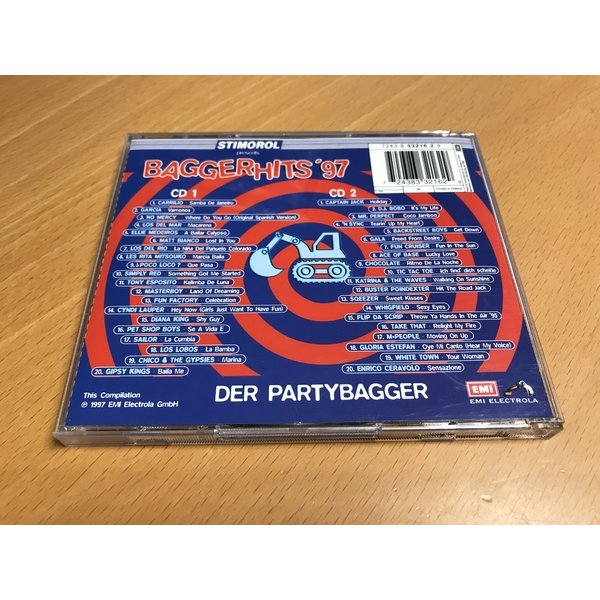 STIMOROL
presents
BAGGERHITS '97
7243 8 33216 2 9
7 24383 32162
CD 1
1. CARRILIO Samba De Janeiro
2. GARCIA Vamonos
3. NO MERCY Where Do You Go (Original Spanish Version)
4. LOS DEL MAR Macarena
5. ELLE MEDEIROS A Bailar Calypso
6. MATT BIANCO Lost In You
7. LOS DEL RIO La Niña Del Pañuelo Colorado
8. LES RITA MITSOUKO Marcia Baila
9. ¿POCO LOCO ? Que Pasa
10. SIMPLY RED Something Got Me Started
11. TONY ESPOSITO Kalimba De Luna
12. MASTERBOY Land Of Dreaming
13. FUN FACTORY Celebration
14. CYNDI LAUPER Hey Now (Girls Just Want To Have Fun)
15. DIANA KING Shy Guy
16. PET SHOP BOYS Se A Vida É
17. SAILOR La Cumbia
18. LOS LOBOS La Bamba
19. CHICO & THE GYPSIES Marina
20. GIPSY KINGS Baila Me
CD 2
1. CAPTAIN JACK Holiday
2. D.J. BOBO It's My Life
3. MR. PERFECT Coco Jamboo
4. 'N SYNC Tearin' Up My Heart
5. BACKSTREET BOYS Get Down
6. GALA Freed From Desire
7. FUN CRUISER Fun In The Sun
8. ACE OF BASE Lucky Love
9. CHOCOLATE Ritmo De La Noche
10. TIC TAC TOE Ich find' dich scheiße
11. KATRINA & THE WAVES Walking On Sunshine
12. BUSTER POINDEXTER Hit The Road Jack
13. SQEEZER Sweet Kisses
14. WHIGFIELD Sexy Eyes
15. FLIP DA SCRIP Throw Ya Hands In The Air '95
16. TAKE THAT Relight My Fire
17. M-PEOPLE Moving On Up
18. GLORIA ESTEFAN Oye Mi Canto (Hear My Voice)
19. WHITE TOWN Your Woman
20. ENRICO CERAVOLO Sensazione
This Compilation
℗ 1997 EMI Electrola GmbH
DER PARTYBAGGER
EMI
EMI ELECTROLA